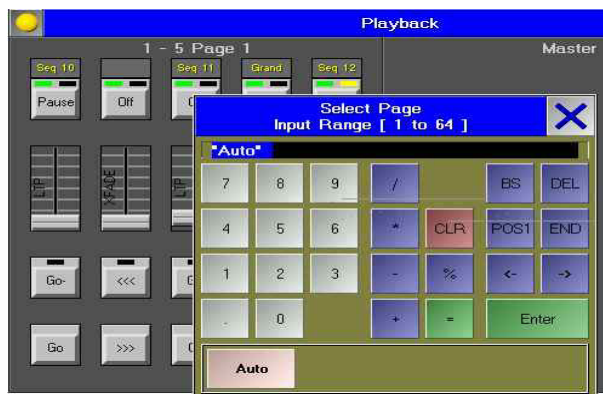 Playback
1 - 5 Page 1
Master
Seq 10
Seq 11
Grand
Seq 12
Pause
Off
Select Page
Input Range [ 1 to 64 ]
"Auto"
LTP
XFADE
LTP
7 8 9 / BS DEL
4 5 6 * CLR POS1 END
Go- <<<
1 2 3 - % <- ->
. 0 + = Enter
Go >>>
Auto